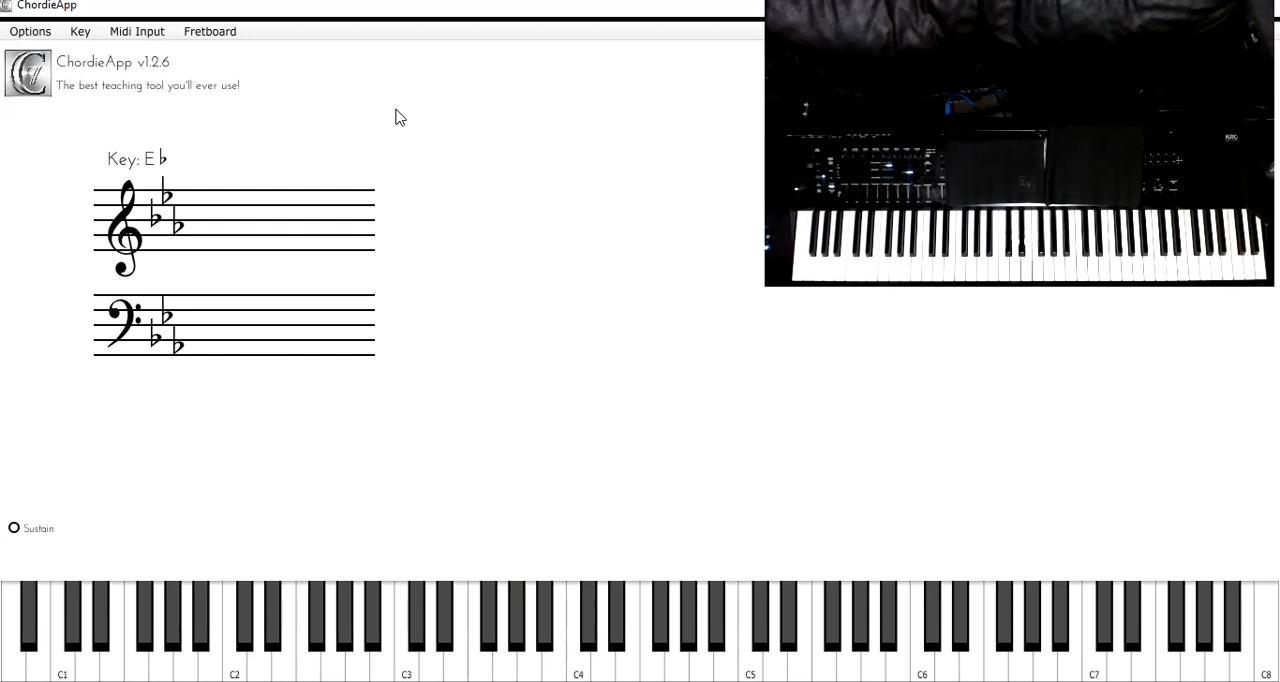 ChordieApp
Options Key Midi Input Fretboard
ChordieApp v1.2.6
The best teaching tool you'll ever use!
Key: E♭
Sustain
C1 C2 C3 C4 C5 C6 C7 C8